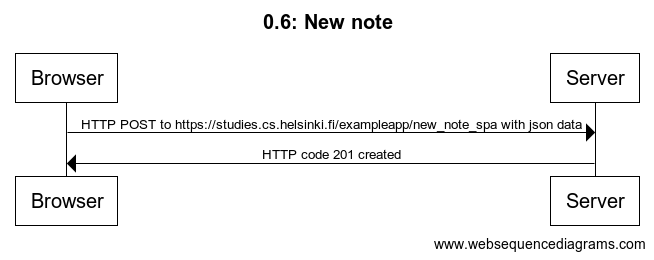 0.6: New note
Browser Server
HTTP POST to https://studies.cs.helsinki.fi/exampleapp/new_note_spa with json data
HTTP code 201 created
Browser Server
www.websequencediagrams.com